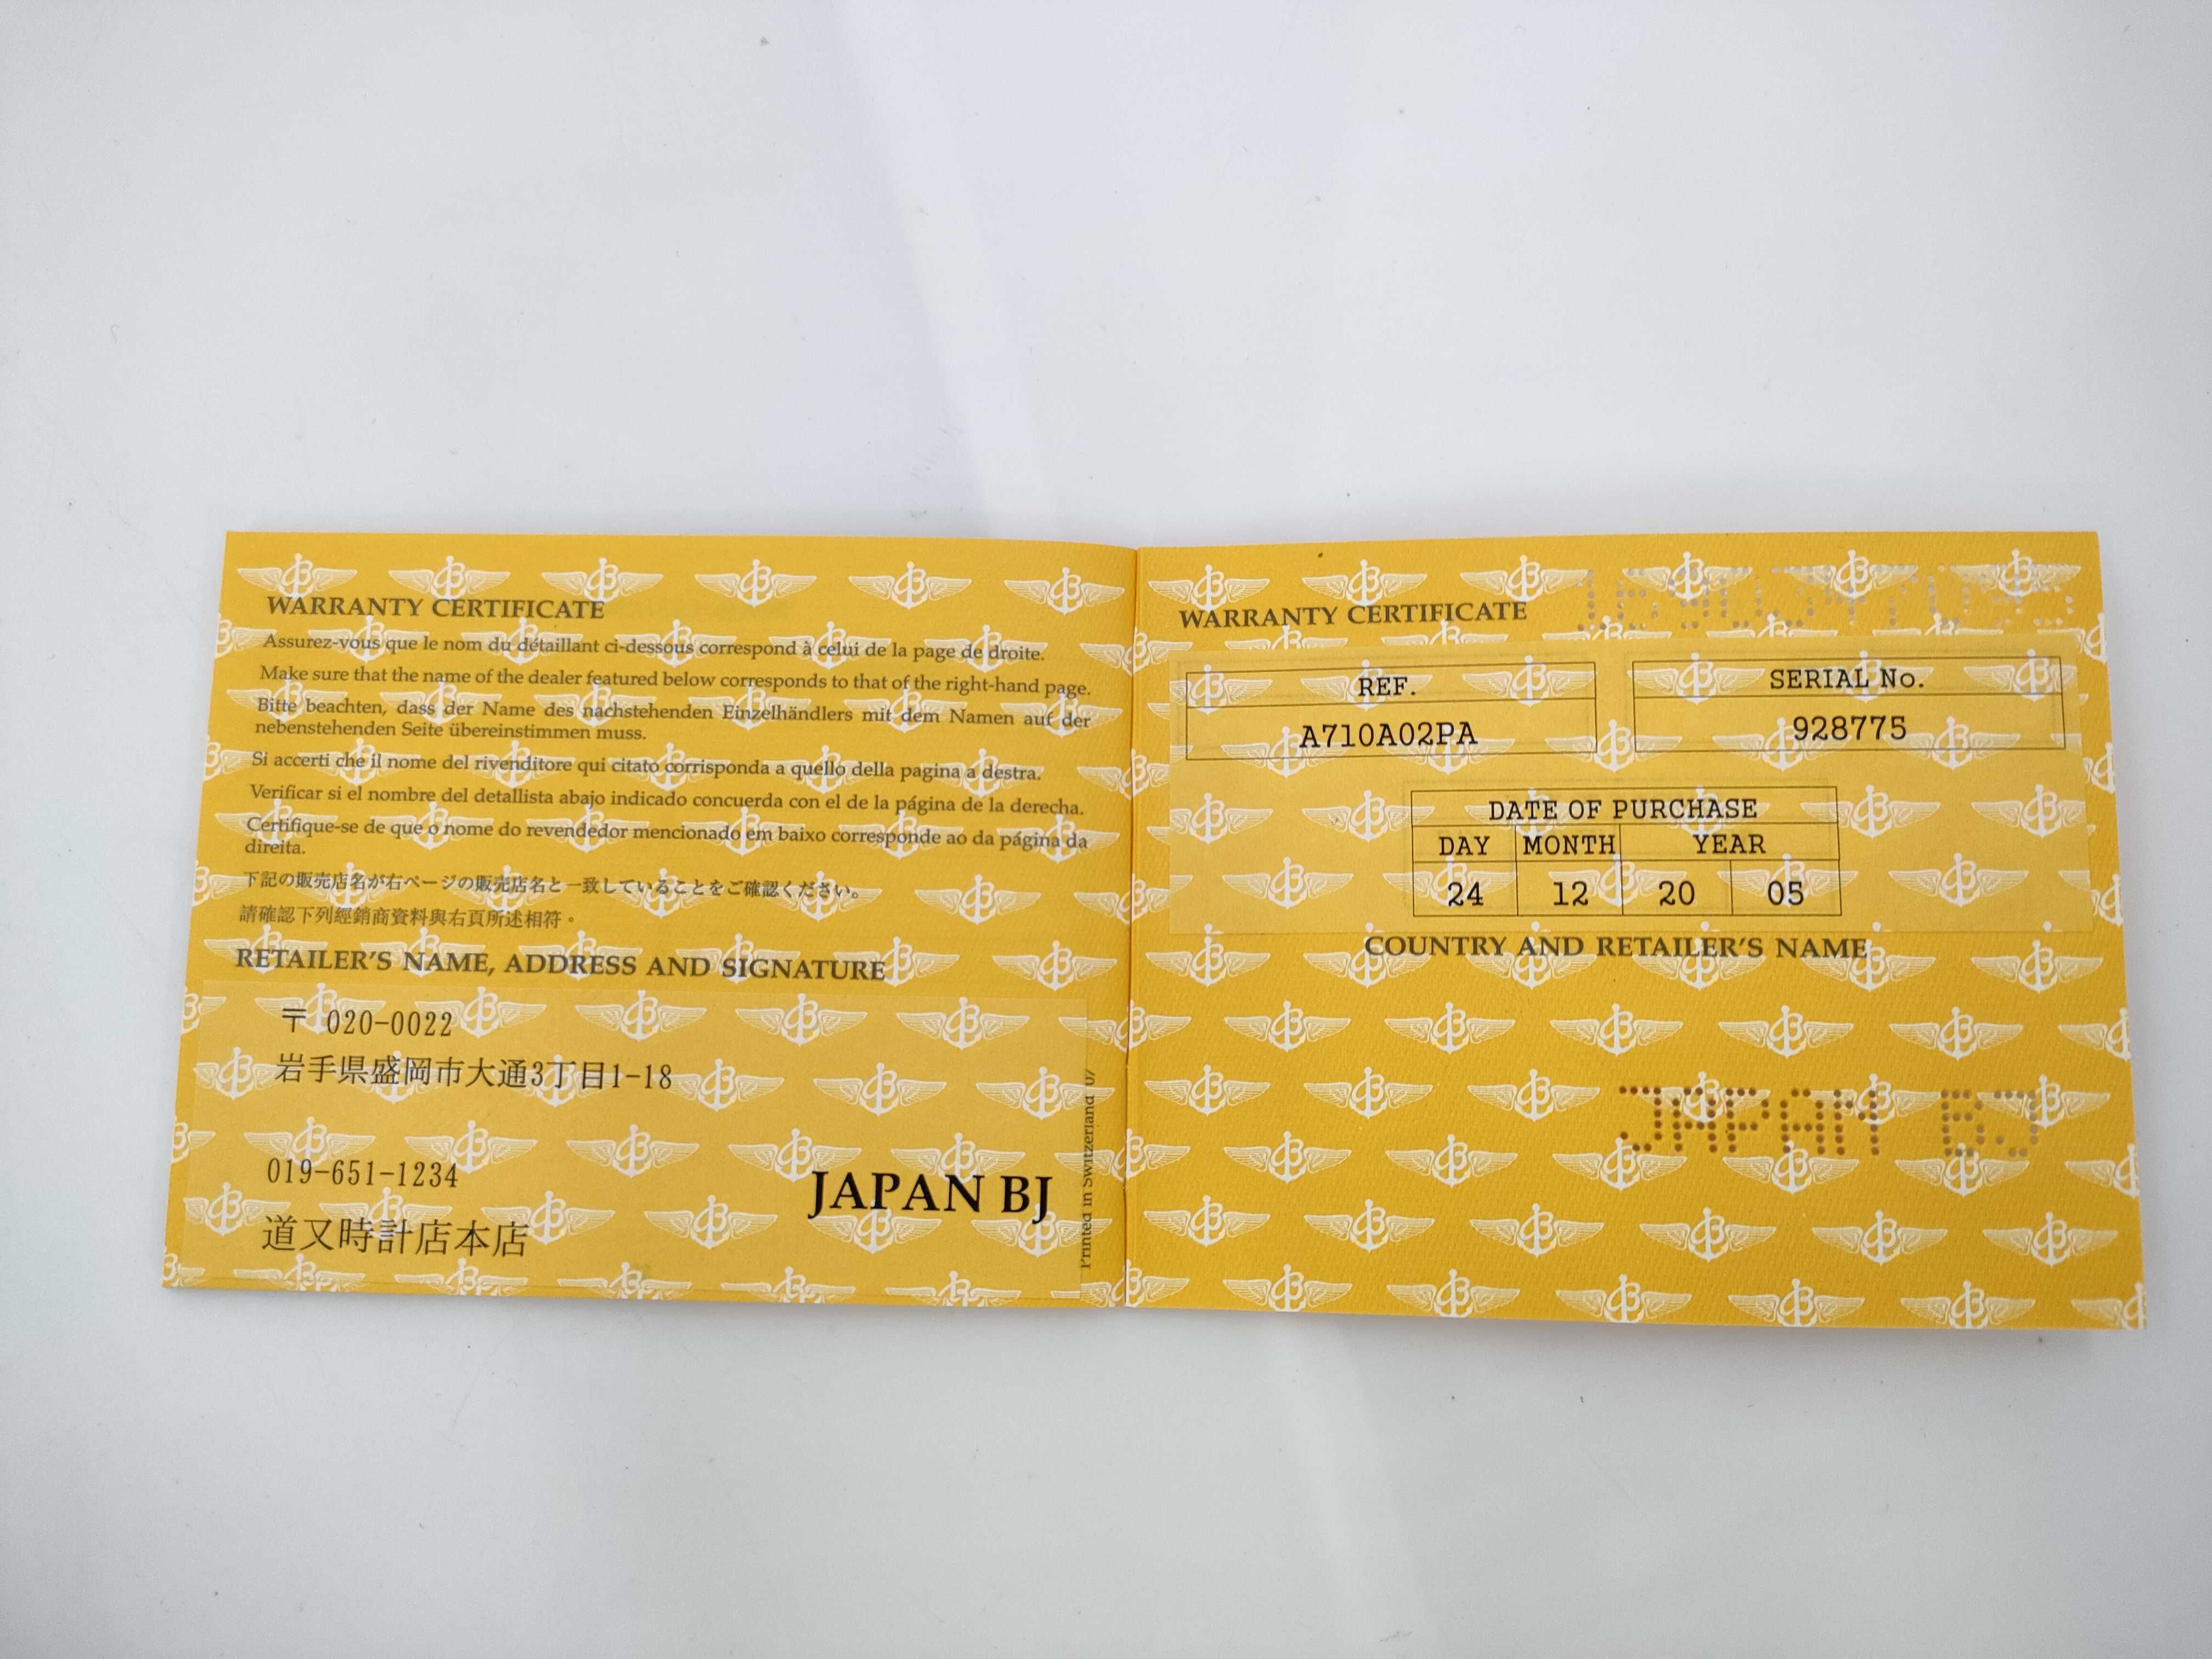 WARRANTY CERTIFICATE
Assurez-vous que le nom du détaillant ci-dessous correspond à celui de la page de droite.
Make sure that the name of the dealer featured below corresponds to that of the right-hand page.
Bitte beachten, dass der Name des nachstehenden Einzelhändlers mit dem Namen auf der
nebenstehenden Seite übereinstimmen muss.
Si accerti che il nome del rivenditore qui citato corrisponda a quello della pagina a destra.
Verificar si el nombre del detallista abajo indicado concuerda con el de la página de la derecha.
Certifique-se de que o nome do revendedor mencionado em baixo corresponde ao da página da
direita.
下記の販売店名が右ページの販売店名と一致していることをご確認ください。
請確認下列經銷商資料與右頁所述相符。
RETAILER'S NAME, ADDRESS AND SIGNATURE
〒 020-0022
岩手県盛岡市大通3丁目1-18
019-651-1234
道又時計店本店
JAPAN BJ
Printed in Switzerland
WARRANTY CERTIFICATE
REF.
A710A02PA
SERIAL No.
928775
DATE OF PURCHASE
DAY MONTH YEAR
24 12 20 05
COUNTRY AND RETAILER'S NAME
JAPAN BJ